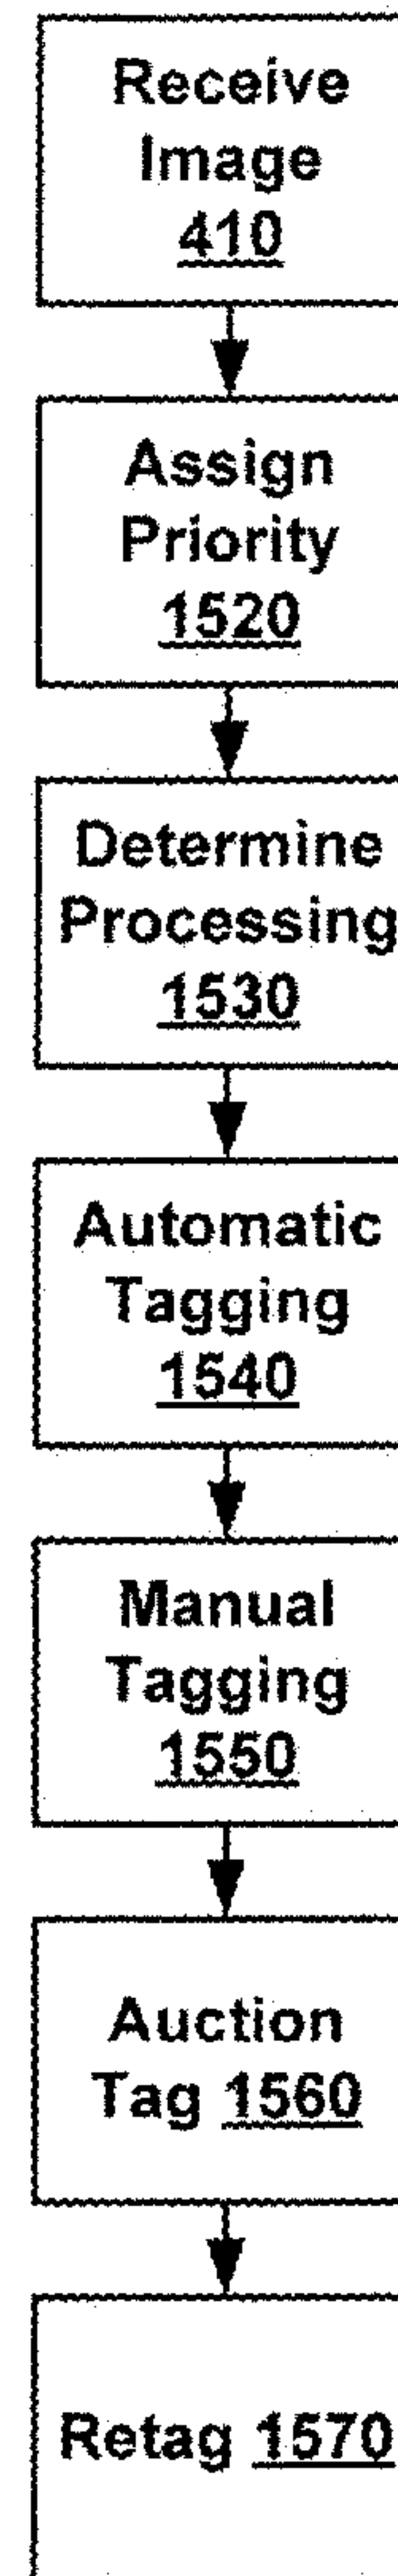 Receive
Image
410
Assign
Priority
1520
Determine
Processing
1530
Automatic
Tagging
1540
Manual
Tagging
1550
Auction
Tag 1560
Retag 1570